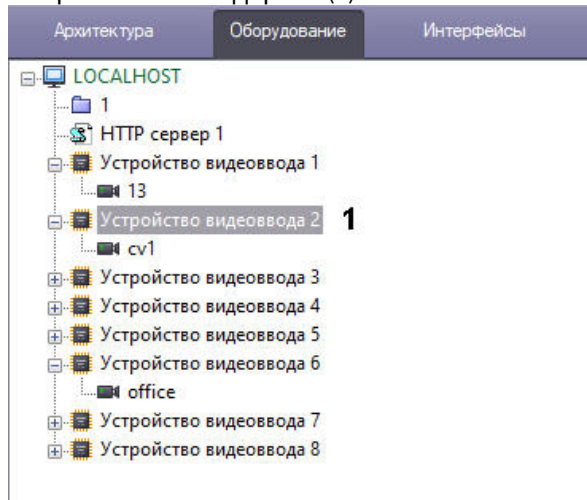 Архитектура Оборудование Интерфейсы
LOCALHOST
1
HTTP сервер 1
Устройство видеоввода 1
13
Устройство видеоввода 2 1
cv1
Устройство видеоввода 3
Устройство видеоввода 4
Устройство видеоввода 5
Устройство видеоввода 6
office
Устройство видеоввода 7
Устройство видеоввода 8